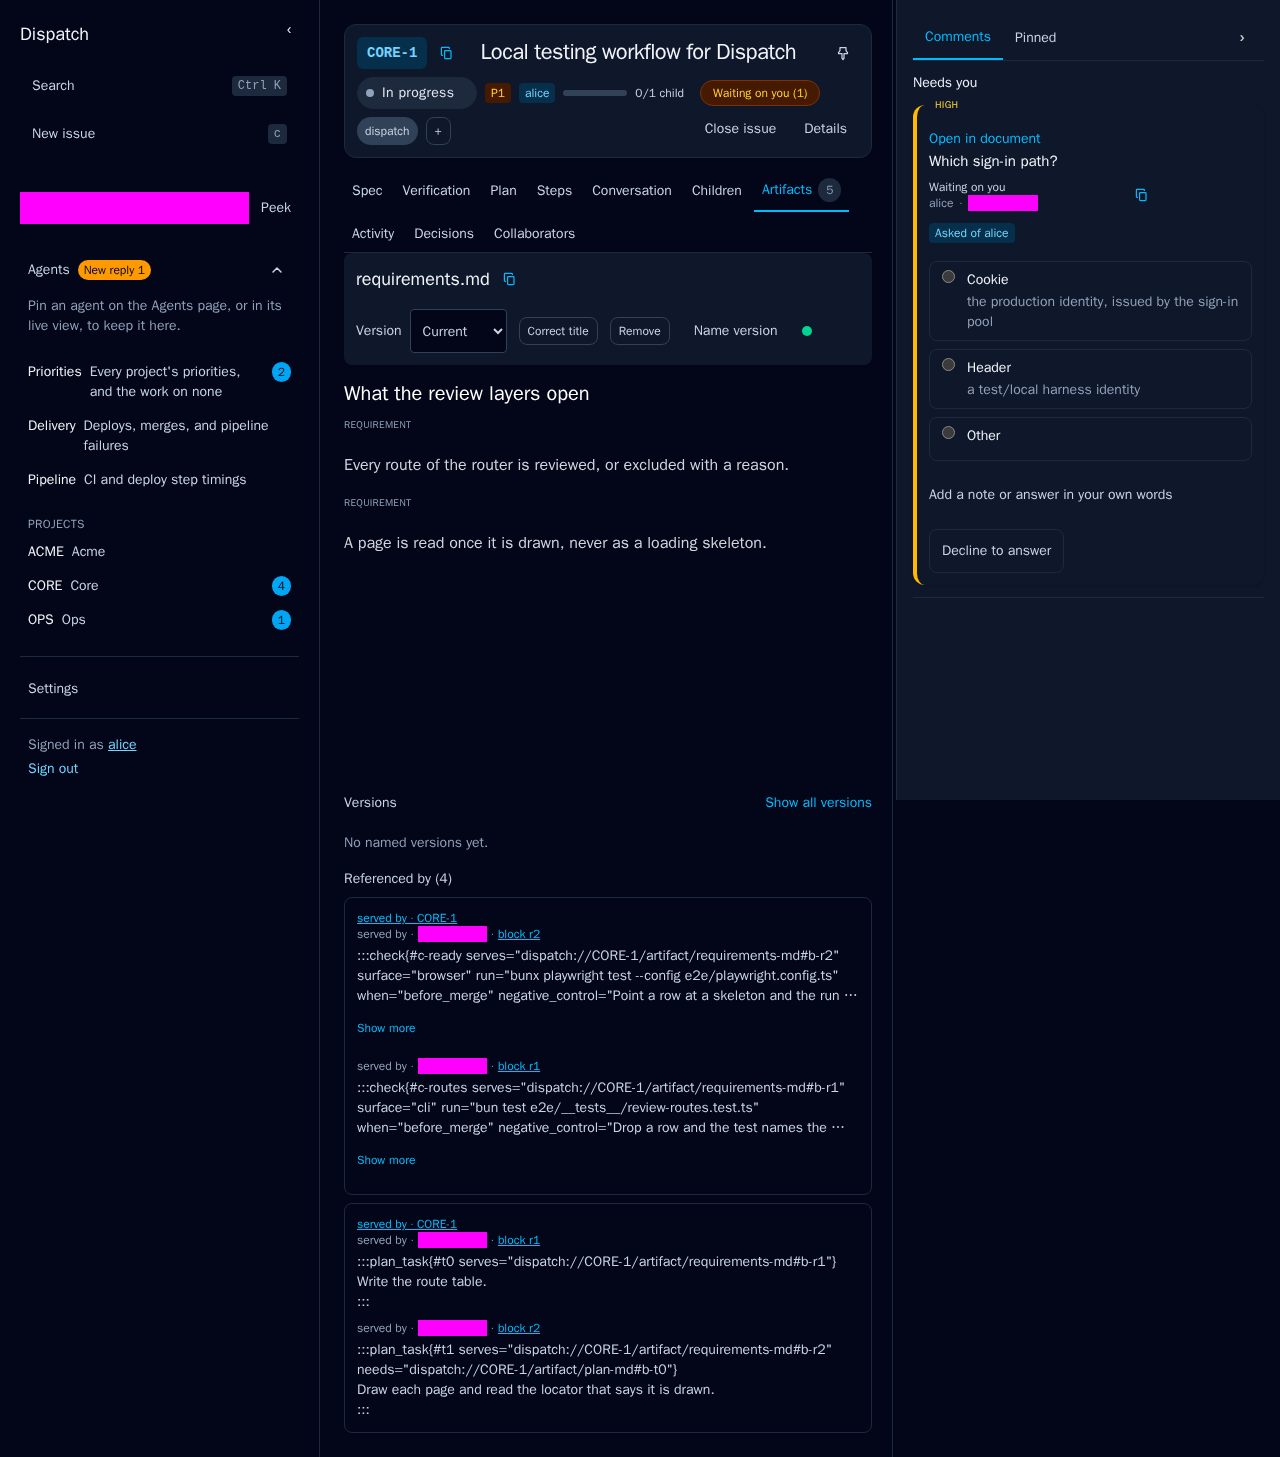 Dispatch
Search
Ctrl K
New issue
C
Peek
Agents
New reply 1
Pin an agent on the Agents page, or in its
live view, to keep it here.
Priorities
Every project's priorities,
and the work on none
2
Delivery
Deploys, merges, and pipeline
failures
Pipeline
CI and deploy step timings
PROJECTS
ACME Acme
CORE Core
4
OPS Ops
1
Settings
Signed in as alice
Sign out
CORE-1
Local testing workflow for Dispatch
In progress
P1
alice
0/1 child
Waiting on you (1)
dispatch
+
Close issue
Details
Spec
Verification
Plan
Steps
Conversation
Children
Artifacts 5
Activity
Decisions
Collaborators
requirements.md
Version
Current
Correct title
Remove
Name version
What the review layers open
REQUIREMENT
Every route of the router is reviewed, or excluded with a reason.
REQUIREMENT
A page is read once it is drawn, never as a loading skeleton.
Versions
Show all versions
No named versions yet.
Referenced by (4)
served by · CORE-1
served by · · block r2
:::check{#c-ready serves="dispatch://CORE-1/artifact/requirements-md#b-r2"
surface="browser" run="bunx playwright test --config e2e/playwright.config.ts"
when="before_merge" negative_control="Point a row at a skeleton and the run ...
Show more
served by · · block r1
:::check{#c-routes serves="dispatch://CORE-1/artifact/requirements-md#b-r1"
surface="cli" run="bun test e2e/__tests__/review-routes.test.ts"
when="before_merge" negative_control="Drop a row and the test names the ...
Show more
served by · CORE-1
served by · · block r1
:::plan_task{#t0 serves="dispatch://CORE-1/artifact/requirements-md#b-r1"}
Write the route table.
:::
served by · · block r2
:::plan_task{#t1 serves="dispatch://CORE-1/artifact/requirements-md#b-r2"
needs="dispatch://CORE-1/artifact/plan-md#b-t0"}
Draw each page and read the locator that says it is drawn.
:::
Comments
Pinned
Needs you
HIGH
Open in document
Which sign-in path?
Waiting on you
alice ·
Asked of alice
Cookie
the production identity, issued by the sign-in
pool
Header
a test/local harness identity
Other
Add a note or answer in your own words
Decline to answer